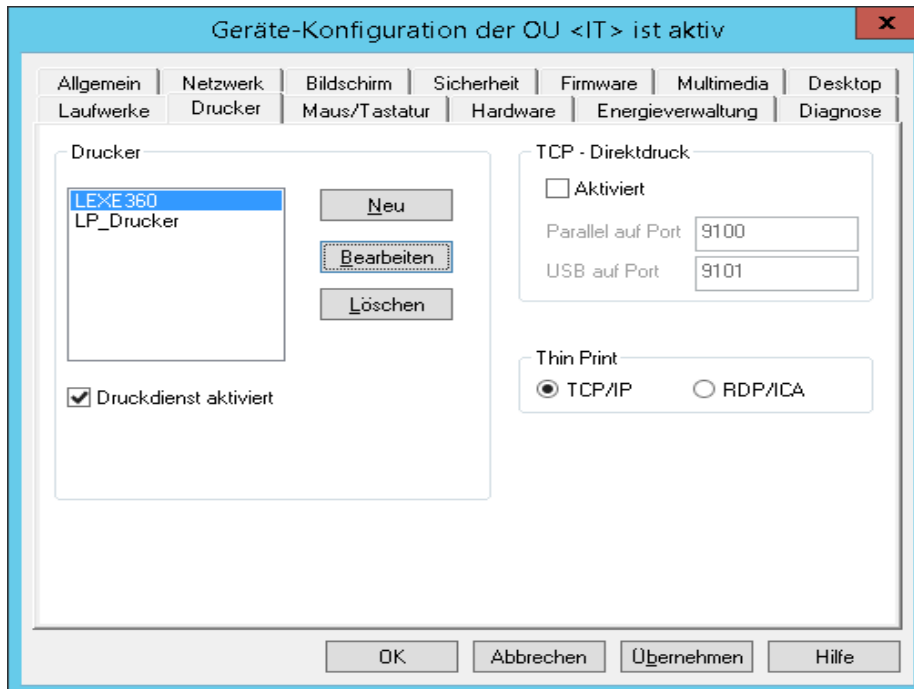 Geräte-Konfiguration der OU <IT> ist aktiv
x
Allgemein Netzwerk Bildschirm Sicherheit Firmware Multimedia Desktop
Laufwerke Drucker Maus/Tastatur Hardware Energieverwaltung Diagnose
Drucker
LEXE360
LP_Drucker
Neu
Bearbeiten
Löschen
Druckdienst aktiviert
TCP - Direktdruck
Aktiviert
Parallel auf Port 9100
USB auf Port 9101
Thin Print
TCP/IP RDP/ICA
OK Abbrechen Übernehmen Hilfe